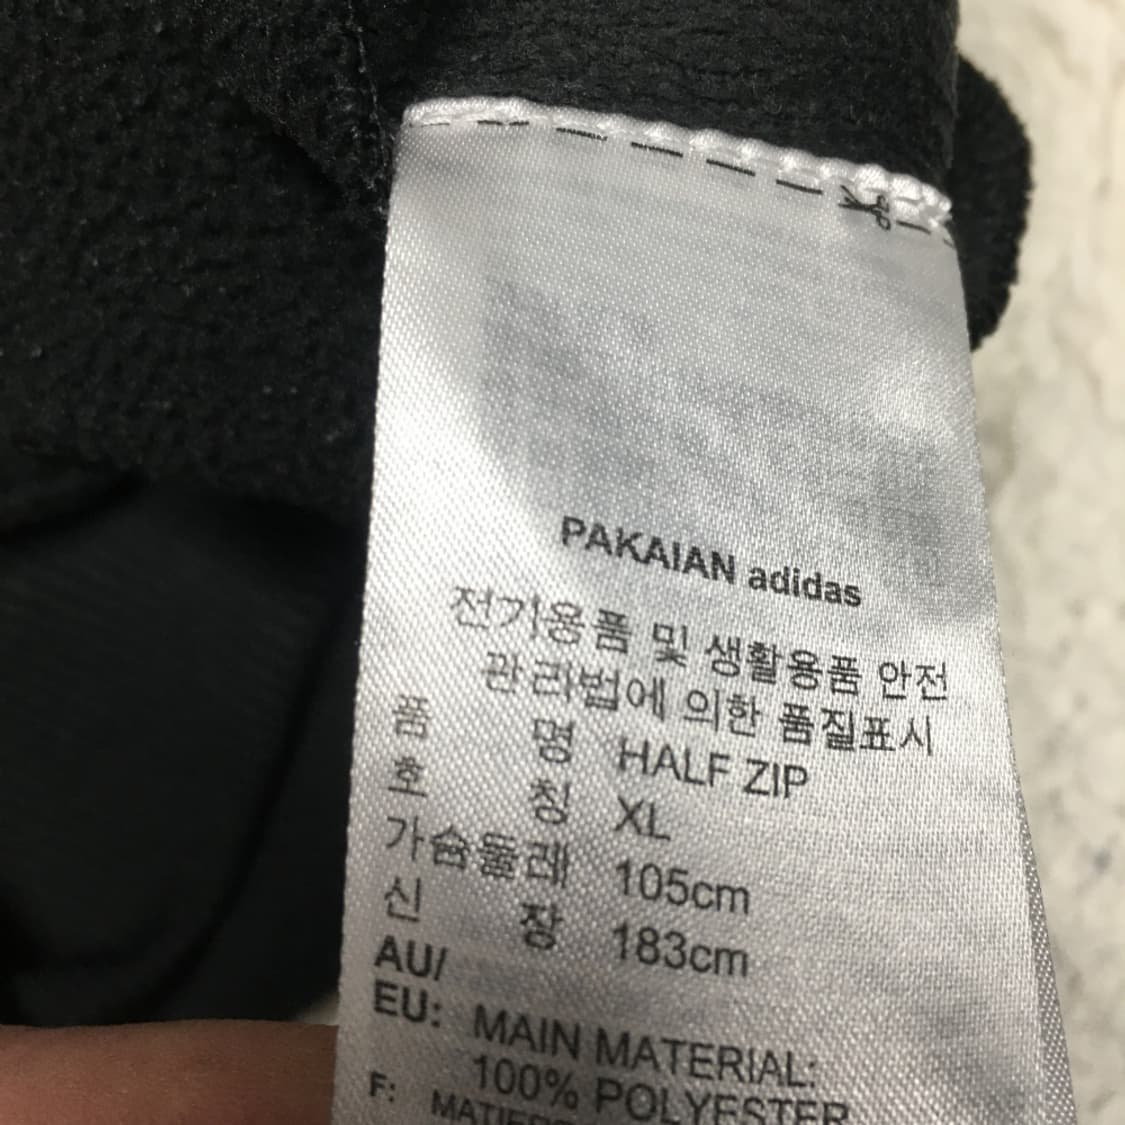 PAKAIAN adidas
전기용품 및 생활용품 안전
관리법에 의한 품질표시
품 명 HALF ZIP
호 칭 XL
가슴둘레 105cm
신 장 183cm
AU/
EU: MAIN MATERIAL:
100% POLYESTER
F: